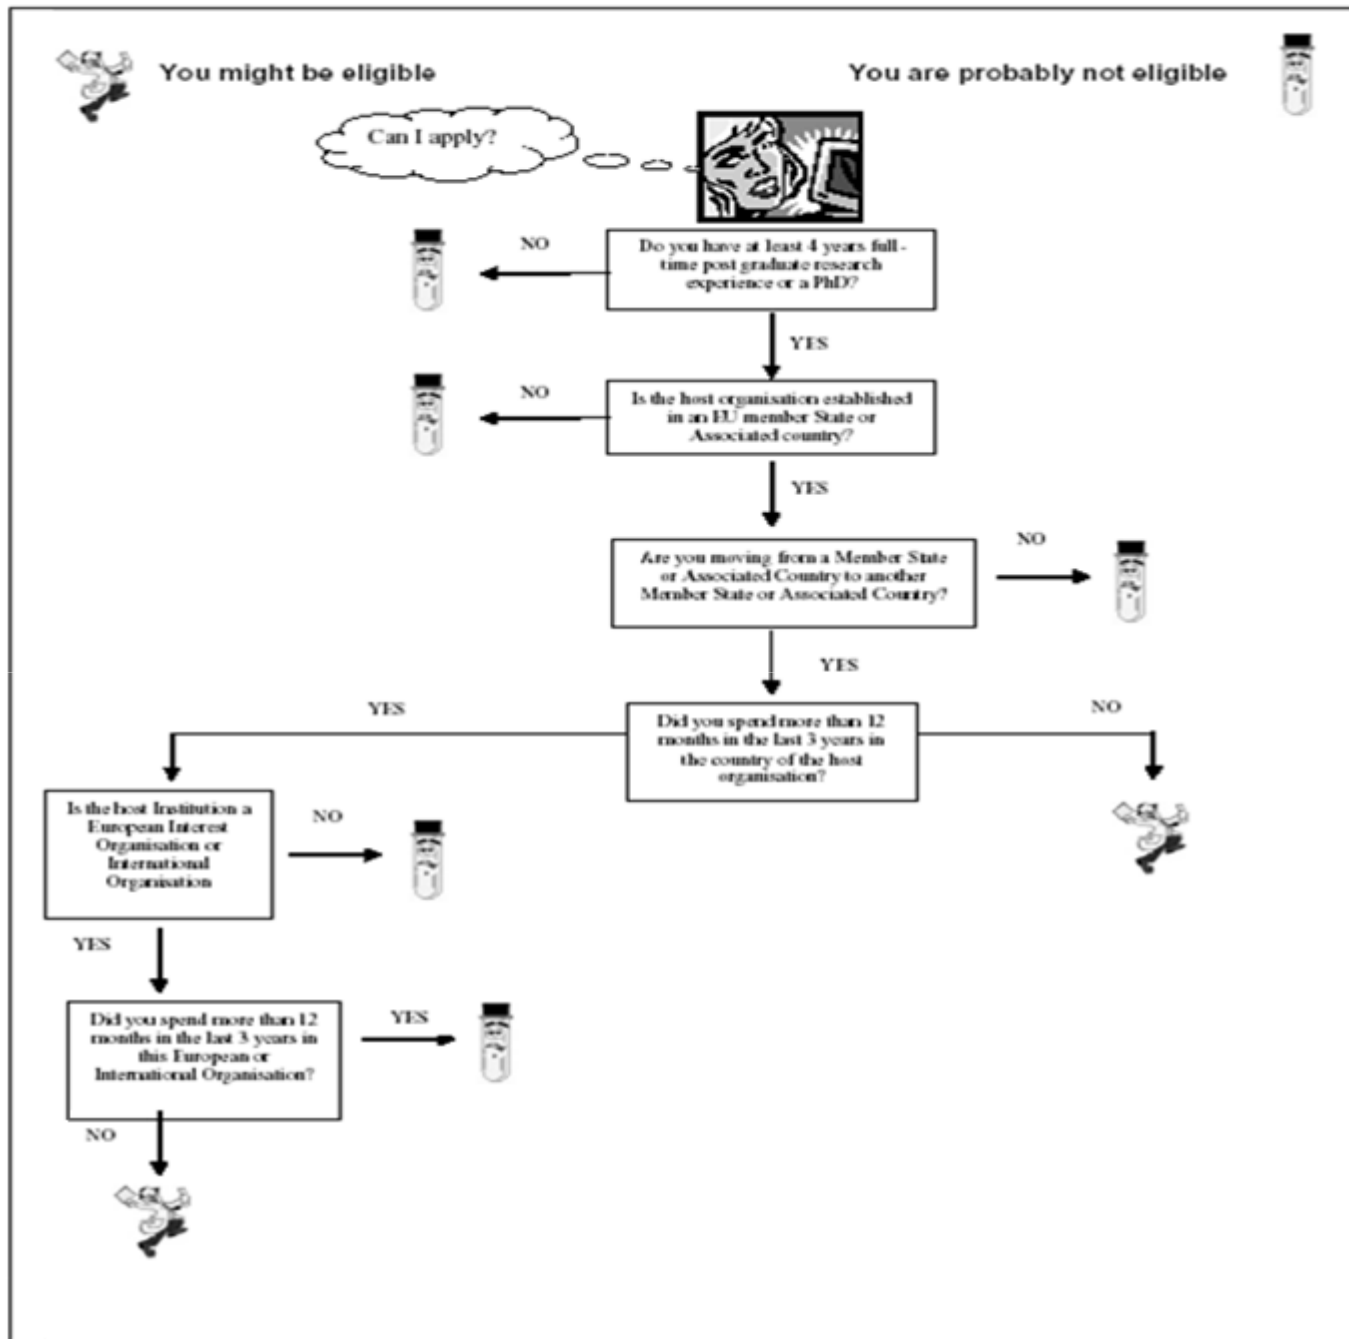 You might be eligible
You are probably not eligible
Can I apply?
Do you have at least 4 years full-
time post graduate research
experience or a PhD?
NO
YES
Is the host organisation established
in an EU member State or
Associated country?
NO
YES
Are you moving from a Member State
or Associated Country to another
Member State or Associated Country?
NO
YES
Did you spend more than 12
months in the last 3 years in
the country of the host
organisation?
YES
NO
Is the host Institution a
European Interest
Organisation or
International
Organisation
NO
YES
Did you spend more than 12
months in the last 3 years in
this European or
International Organisation?
YES
NO